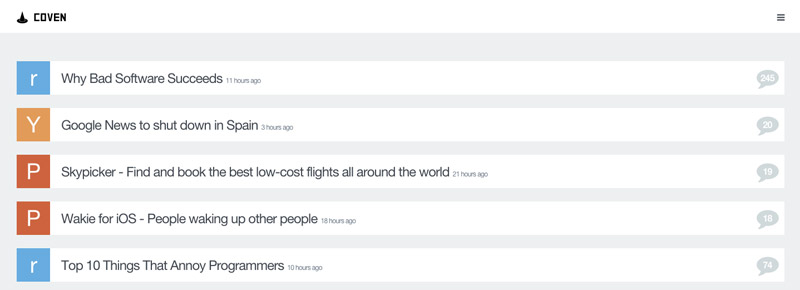 COVEN
r Why Bad Software Succeeds 11 hours ago 245
Y Google News to shut down in Spain 3 hours ago 20
P Skypicker - Find and book the best low-cost flights all around the world 21 hours ago 19
P Wakie for iOS - People waking up other people 18 hours ago 18
r Top 10 Things That Annoy Programmers 10 hours ago 74